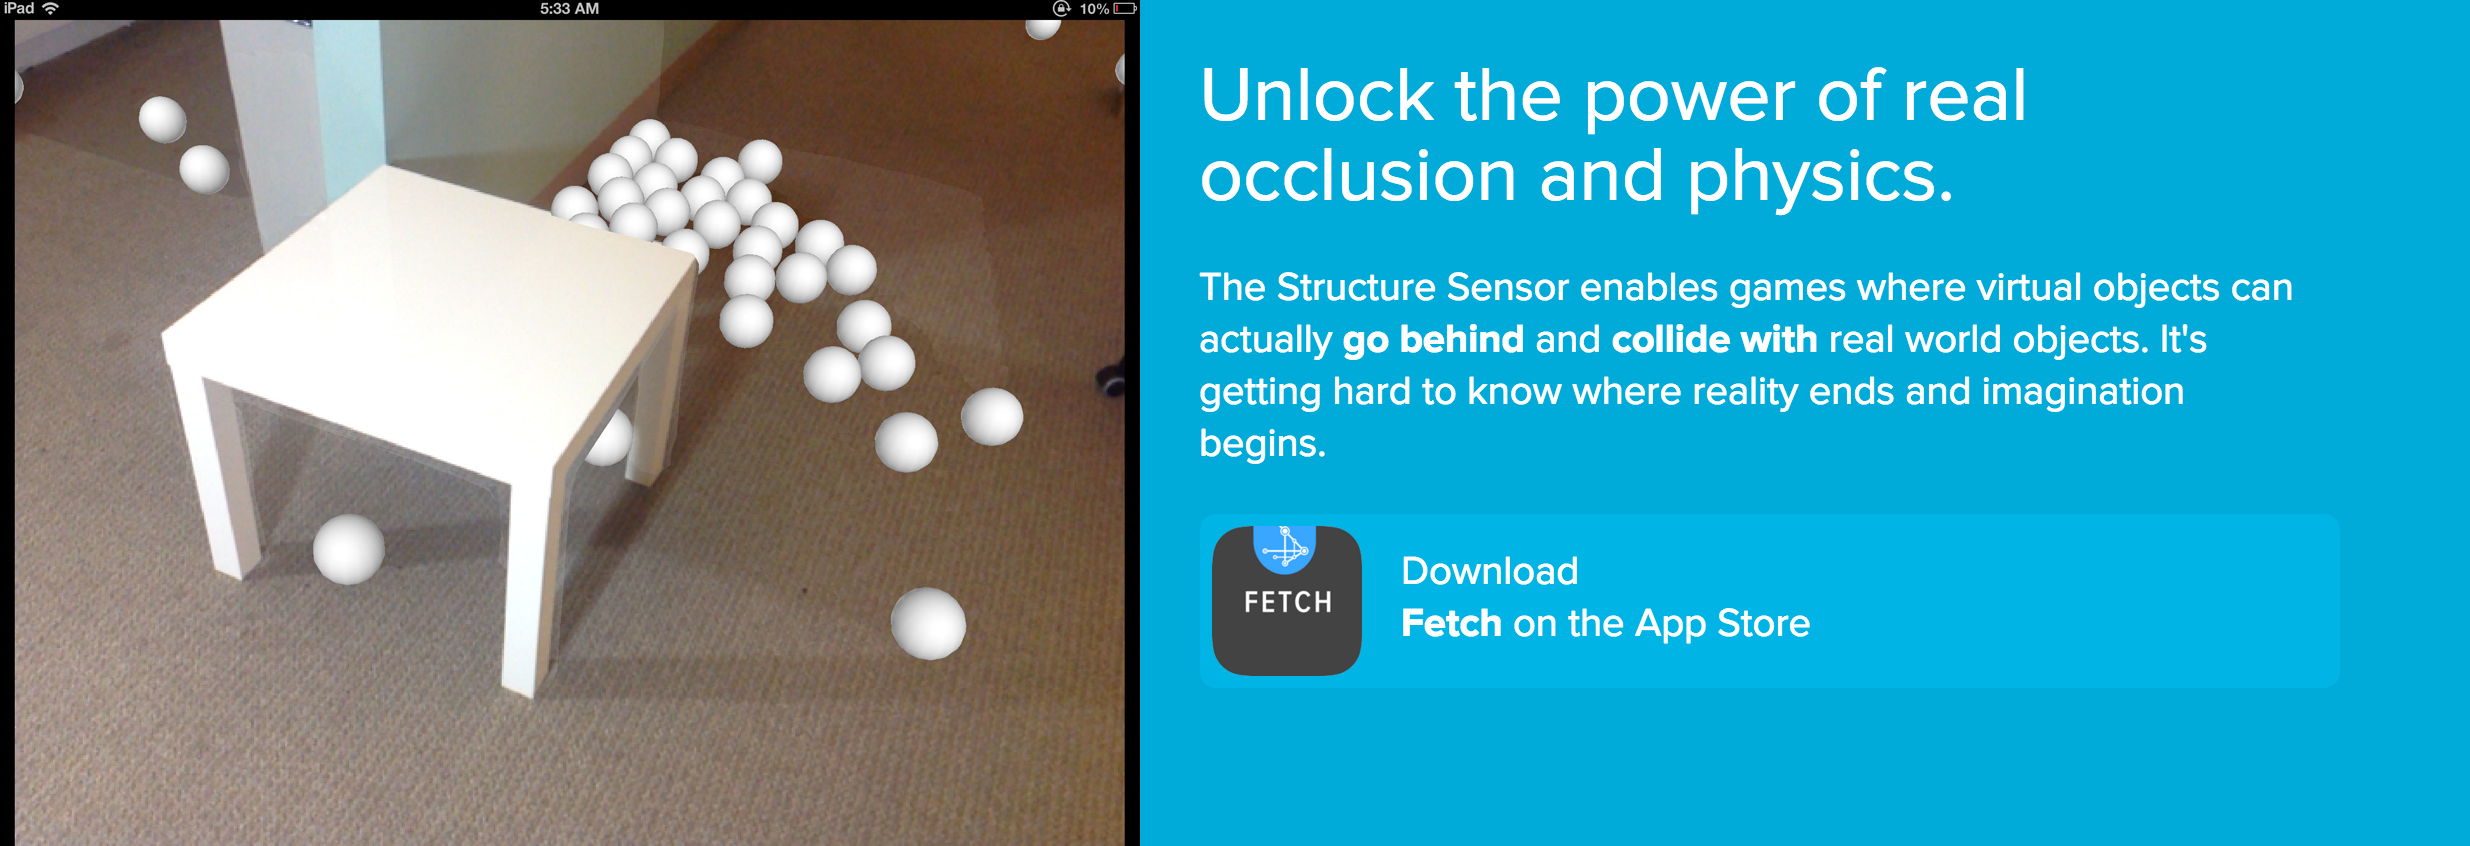 iPad 5:33 AM 10%
Unlock the power of real
occlusion and physics.
The Structure Sensor enables games where virtual objects can
actually go behind and collide with real world objects. It's
getting hard to know where reality ends and imagination
begins.
FETCH
Download
Fetch on the App Store